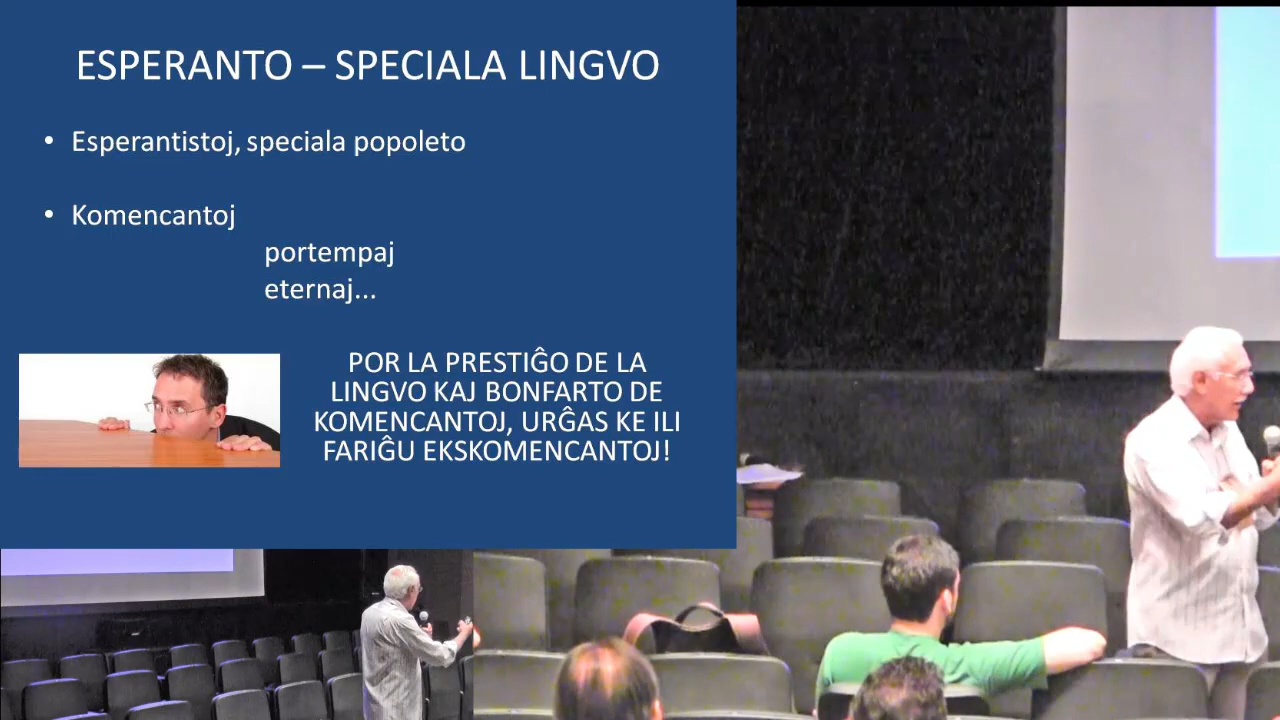 ESPERANTO – SPECIALA LINGVO
• Esperantistoj, speciala popoleto
• Komencantoj
portempaj
eternaj...
POR LA PRESTIĜO DE LA
LINGVO KAJ BONFARTO DE
KOMENCANTOJ, URĜAS KE ILI
FARIĜU EKSKOMENCANTOJ!